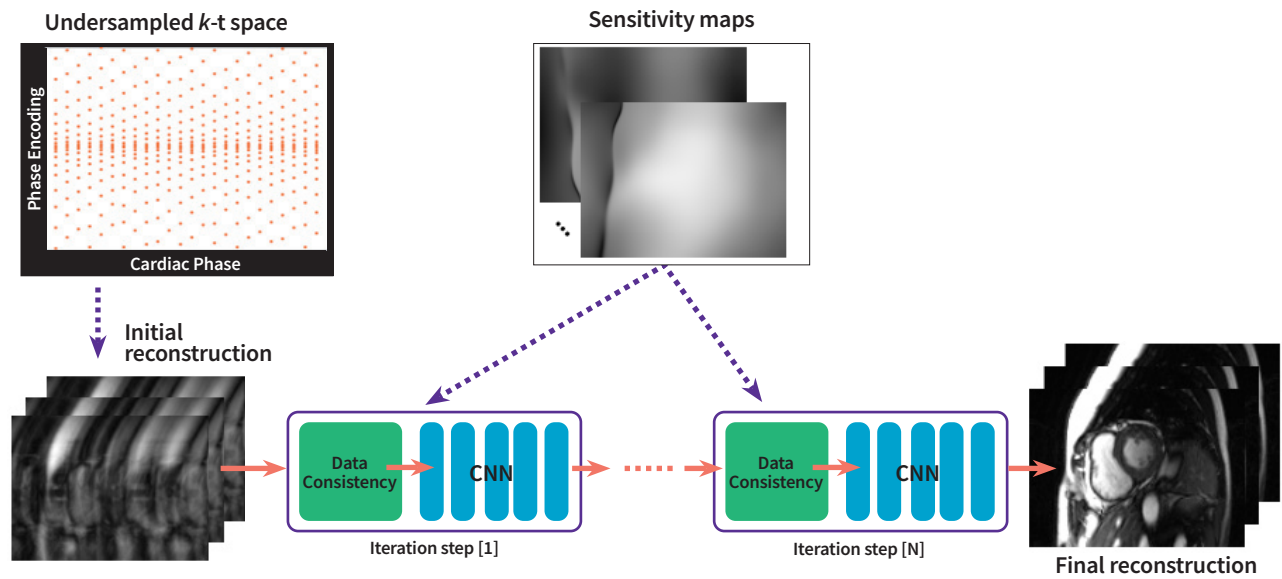 Undersampled k-t space
Sensitivity maps
Phase Encoding
Cardiac Phase
Initial
reconstruction
Data
Consistency
CNN
Iteration step [1]
Data
Consistency
CNN
Iteration step [N]
Final reconstruction